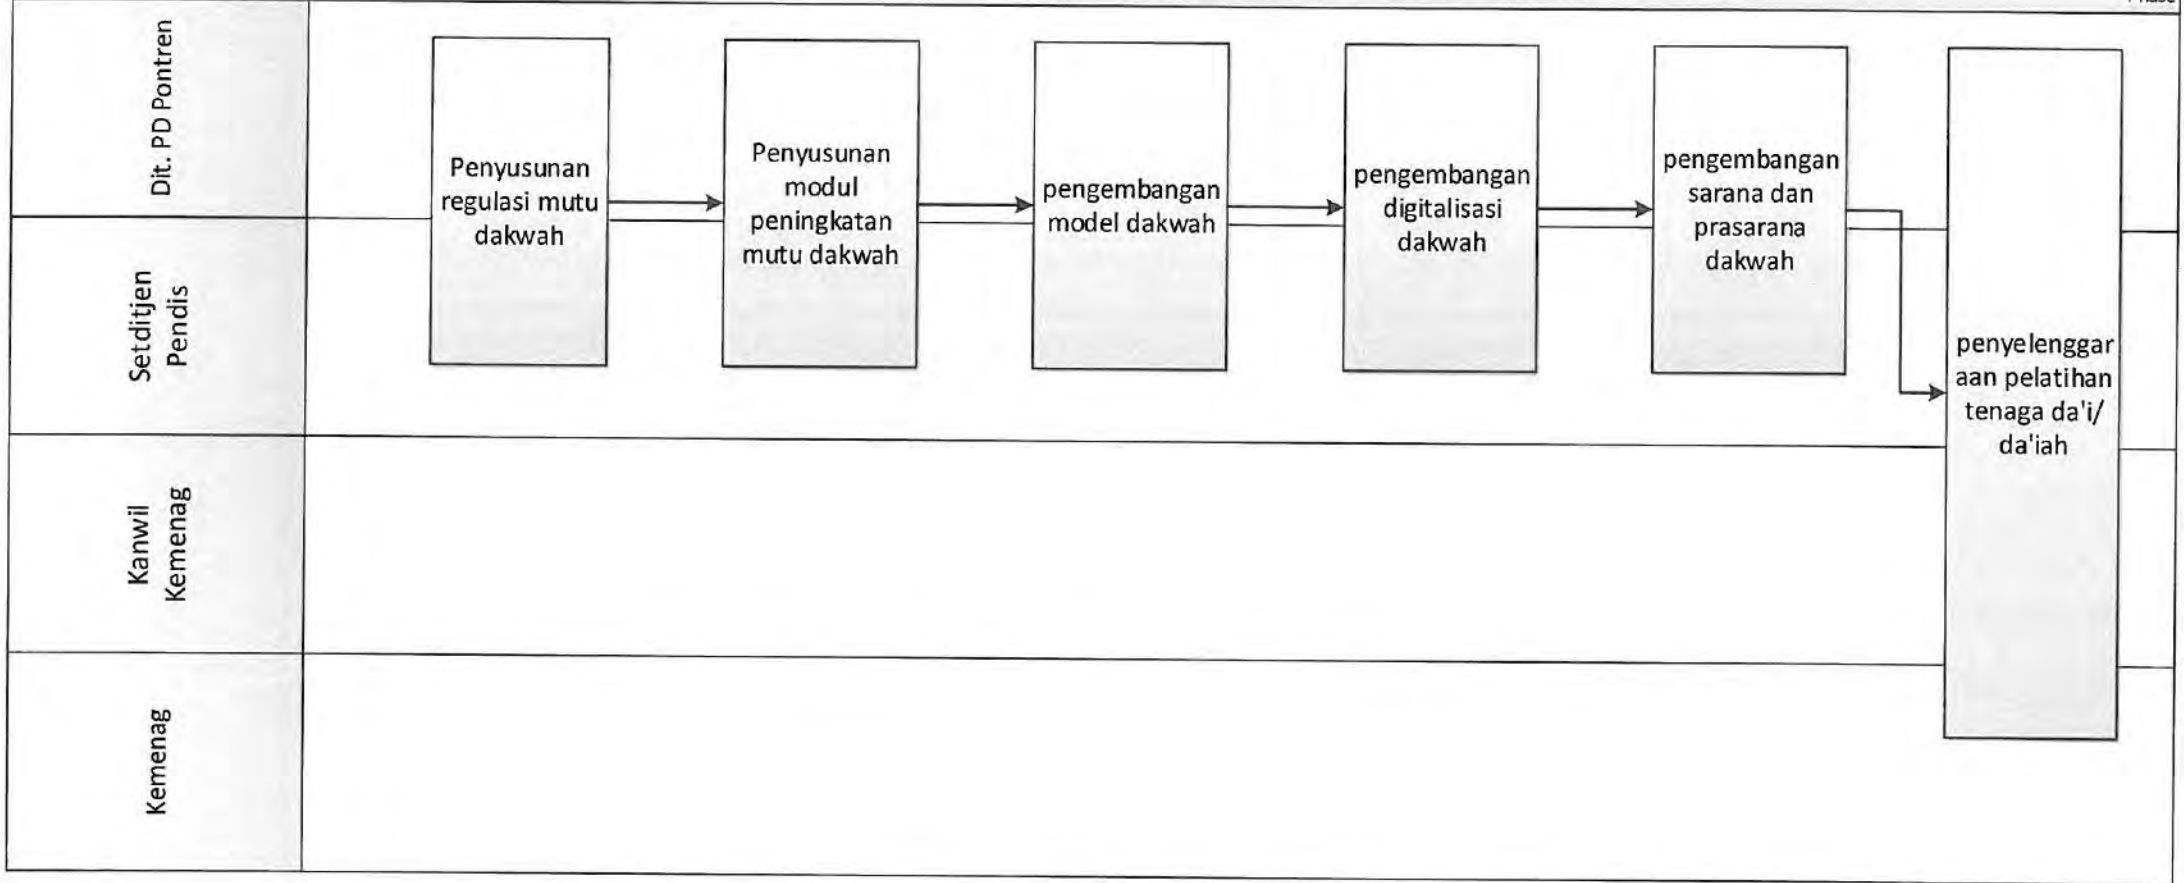 Phase
Dit. PD Pontren
Setditjen
Pendis
Kanwil
Kemenag
Kemenag
Penyusunan
regulasi mutu
dakwah
Penyusunan
modul
peningkatan
mutu dakwah
pengembangan
model dakwah
pengembangan
digitalisasi
dakwah
pengembangan
sarana dan
prasarana
dakwah
penyelenggar
aan pelatihan
tenaga da'i/
da'iah